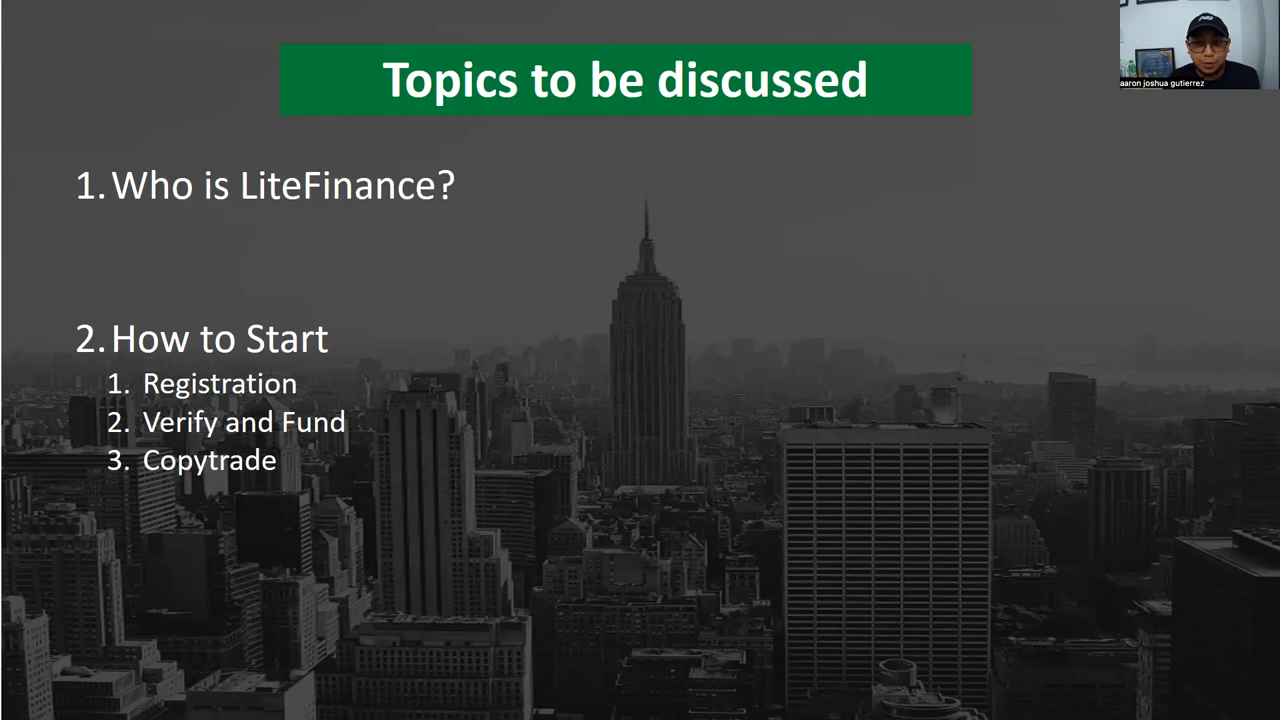 Topics to be discussed
aaron joshua gutierrez
1. Who is LiteFinance?
2. How to Start
1. Registration
2. Verify and Fund
3. Copytrade